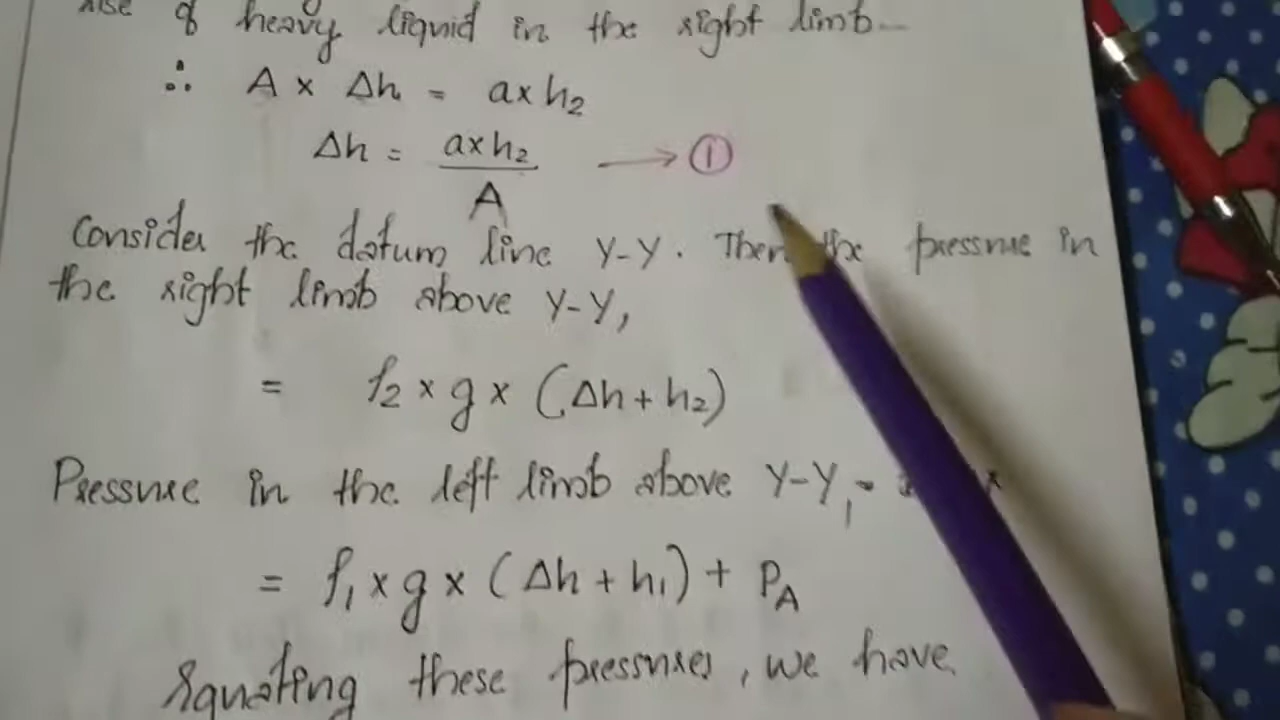 rise of heavy liquid in the right limb
∴ A × Δh = a×h₂
Δh = a×h₂ / A → ①
Consider the datum line Y-Y. Then the pressure in
the right limb above Y-Y,
= ρ₂ × g × (Δh + h₂)
Pressure in the left limb above Y-Y,
= ρ₁ × g × (Δh + h₁) + PA
Equating these pressures, we have